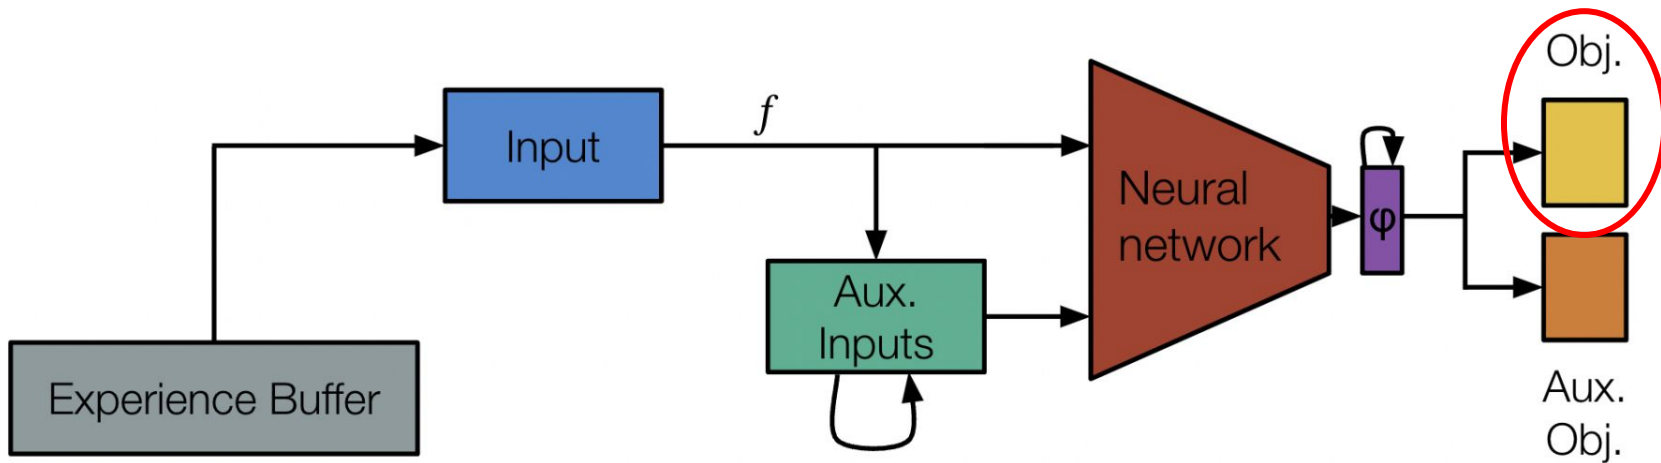 Obj.
f
Input
Neural
network
φ
Aux.
Inputs
Experience Buffer
Aux.
Obj.